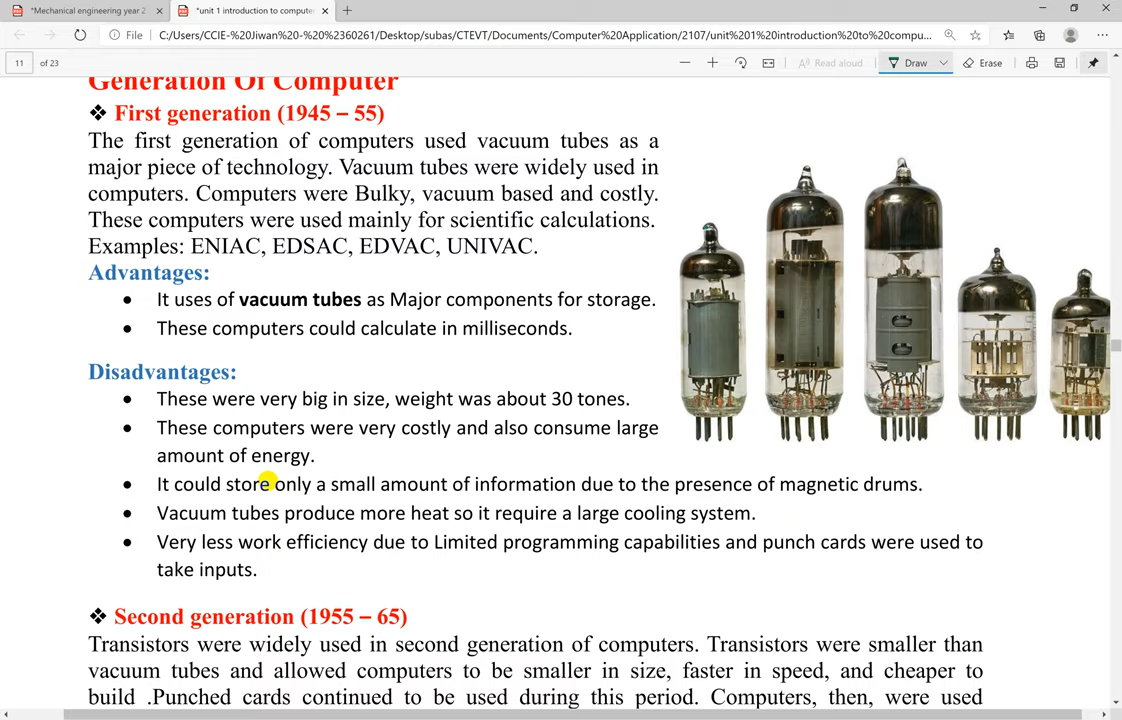 "Mechanical engineering year 2
"unit 1 introduction to compute
File
C:/Users/CCIE-%20Jiwan%20-%20%2360261/Desktop/subas/CTEVT/Documents/Computer%20Application/2107/unit%201%20introduction%20to%20compu...
11 of 23
Read aloud
Draw
Erase
Generation Of Computer
❖ First generation (1945 – 55)
The first generation of computers used vacuum tubes as a
major piece of technology. Vacuum tubes were widely used in
computers. Computers were Bulky, vacuum based and costly.
These computers were used mainly for scientific calculations.
Examples: ENIAC, EDSAC, EDVAC, UNIVAC.
Advantages:
• It uses of vacuum tubes as Major components for storage.
• These computers could calculate in milliseconds.
Disadvantages:
• These were very big in size, weight was about 30 tones.
• These computers were very costly and also consume large
amount of energy.
• It could store only a small amount of information due to the presence of magnetic drums.
• Vacuum tubes produce more heat so it require a large cooling system.
• Very less work efficiency due to Limited programming capabilities and punch cards were used to
take inputs.
❖ Second generation (1955 – 65)
Transistors were widely used in second generation of computers. Transistors were smaller than
vacuum tubes and allowed computers to be smaller in size, faster in speed, and cheaper to
build .Punched cards continued to be used during this period. Computers, then, were used